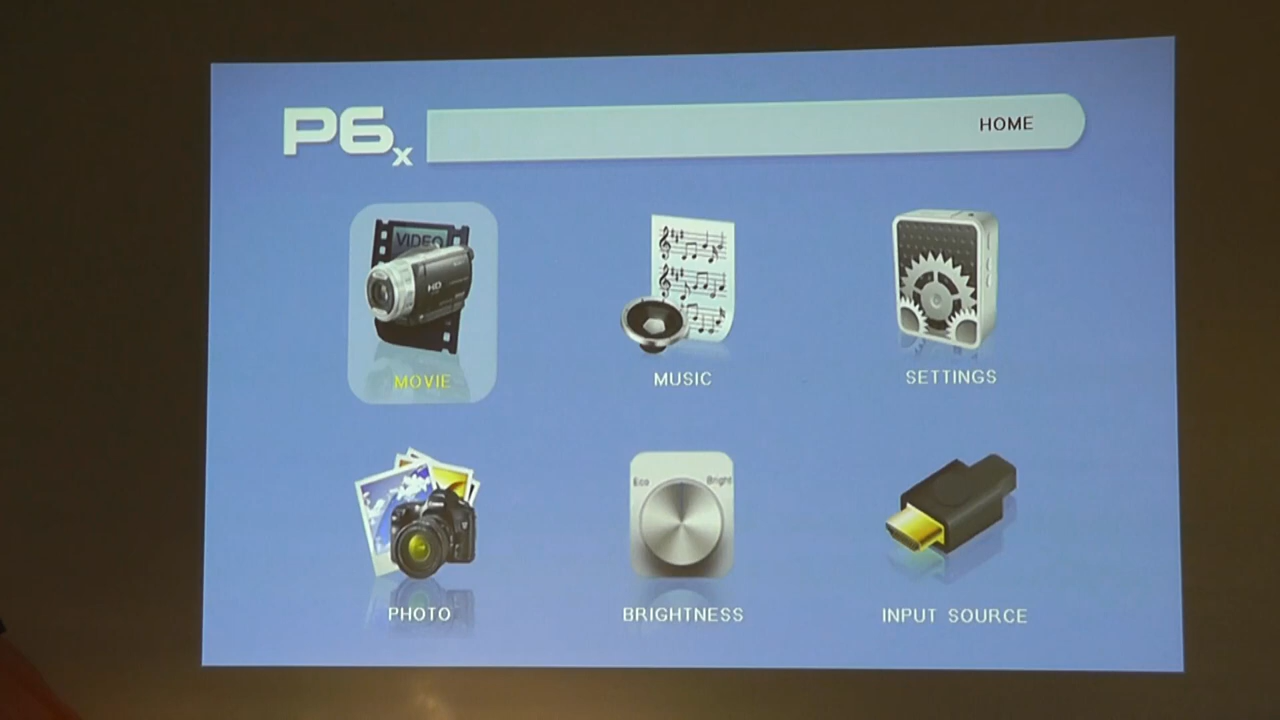 P6x
HOME
VIDEO
HD
MOVIE
MUSIC
SETTINGS
Eco Bright
PHOTO
BRIGHTNESS
INPUT SOURCE